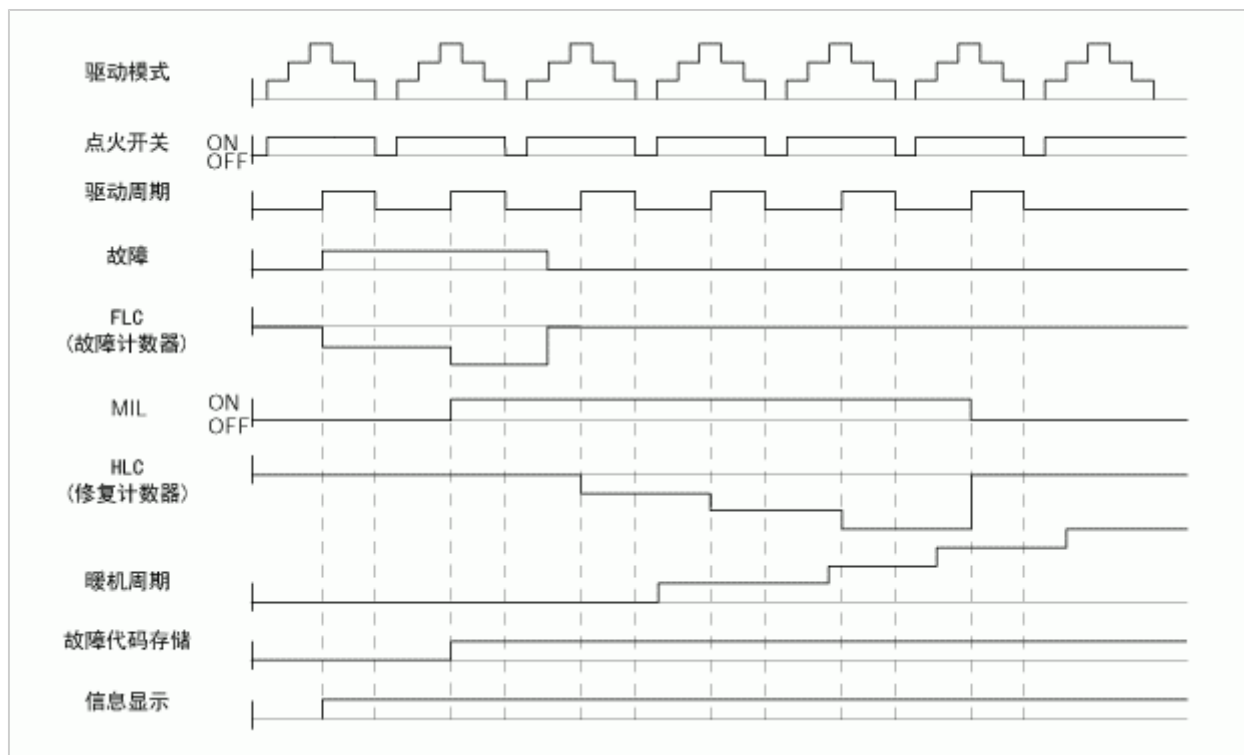 驱动模式
点火开关
ON
OFF
驱动周期
故障
FLC
(故障计数器)
MIL
ON
OFF
HLC
(修复计数器)
暖机周期
故障代码存储
信息显示